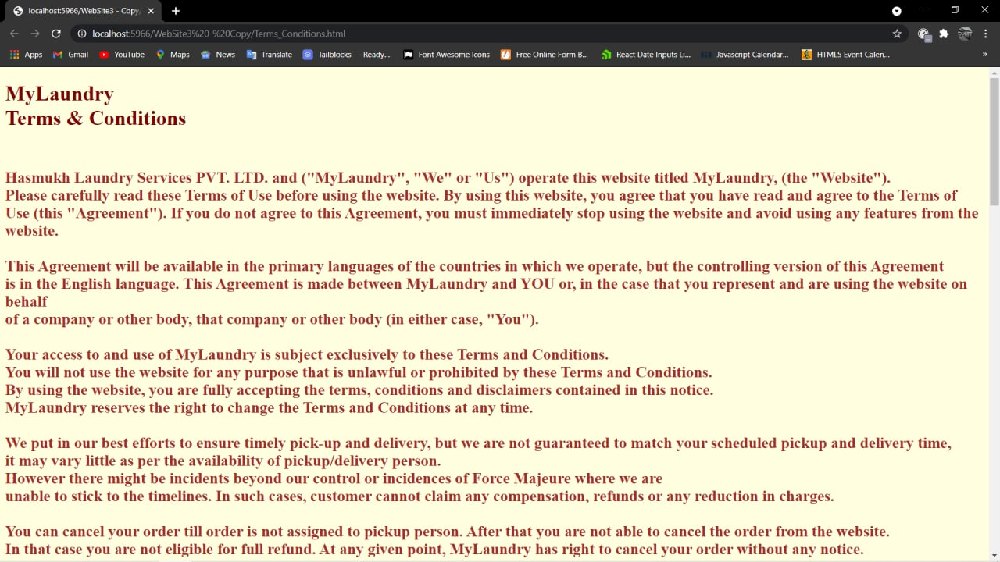 localhost:5966/WebSite3 - Copy/
localhost:5966/WebSite3%20-%20Copy/Terms_Conditions.html
Apps Gmail YouTube Maps News Translate Tailblocks — Ready... Font Awesome Icons Free Online Form B... React Date Inputs Li... Javascript Calendar... HTML5 Event Calen... »
MyLaundry
Terms & Conditions
Hasmukh Laundry Services PVT. LTD. and ("MyLaundry", "We" or "Us") operate this website titled MyLaundry, (the "Website").
Please carefully read these Terms of Use before using the website. By using this website, you agree that you have read and agree to the Terms of
Use (this "Agreement"). If you do not agree to this Agreement, you must immediately stop using the website and avoid using any features from the
website.
This Agreement will be available in the primary languages of the countries in which we operate, but the controlling version of this Agreement
is in the English language. This Agreement is made between MyLaundry and YOU or, in the case that you represent and are using the website on
behalf
of a company or other body, that company or other body (in either case, "You").
Your access to and use of MyLaundry is subject exclusively to these Terms and Conditions.
You will not use the website for any purpose that is unlawful or prohibited by these Terms and Conditions.
By using the website, you are fully accepting the terms, conditions and disclaimers contained in this notice.
MyLaundry reserves the right to change the Terms and Conditions at any time.
We put in our best efforts to ensure timely pick-up and delivery, but we are not guaranteed to match your scheduled pickup and delivery time,
it may vary little as per the availability of pickup/delivery person.
However there might be incidents beyond our control or incidences of Force Majeure where we are
unable to stick to the timelines. In such cases, customer cannot claim any compensation, refunds or any reduction in charges.
You can cancel your order till order is not assigned to pickup person. After that you are not able to cancel the order from the website.
In that case you are not eligible for full refund. At any given point, MyLaundry has right to cancel your order without any notice.